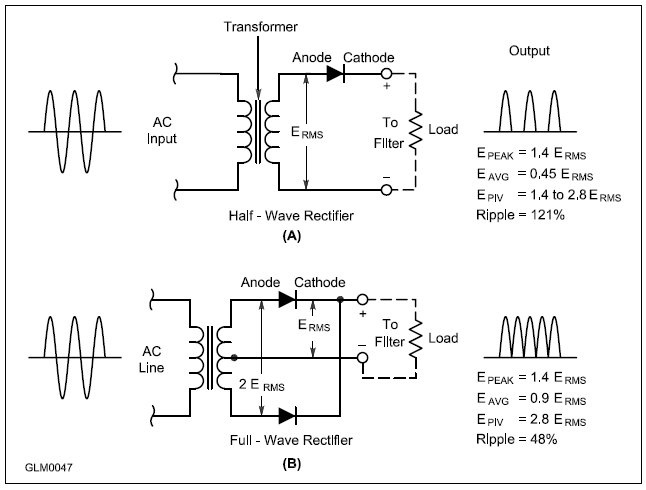 Transformer
Anode Cathode
Output
AC
Input
E RMS
+
To
Filter
Load
–
E PEAK = 1.4 E RMS
E AVG = 0.45 E RMS
E PIV = 1.4 to 2.8 E RMS
Ripple = 121%
Half - Wave Rectifier
(A)
Anode Cathode
AC
Line
E RMS
2 E RMS
+
–
To
Filter
Load
E PEAK = 1.4 E RMS
E AVG = 0.9 E RMS
E PIV = 2.8 E RMS
Ripple = 48%
Full - Wave Rectifier
(B)
GLM0047